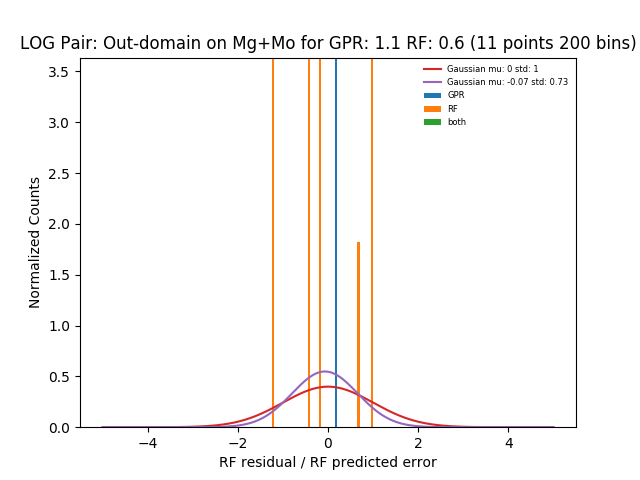 LOG Pair: Out-domain on Mg+Mo for GPR: 1.1 RF: 0.6 (11 points 200 bins)
Gaussian mu: 0 std: 1
Gaussian mu: -0.07 std: 0.73
GPR
RF
both
Normalized Counts
3.5
3.0
2.5
2.0
1.5
1.0
0.5
0.0
−4 −2 0 2 4
RF residual / RF predicted error